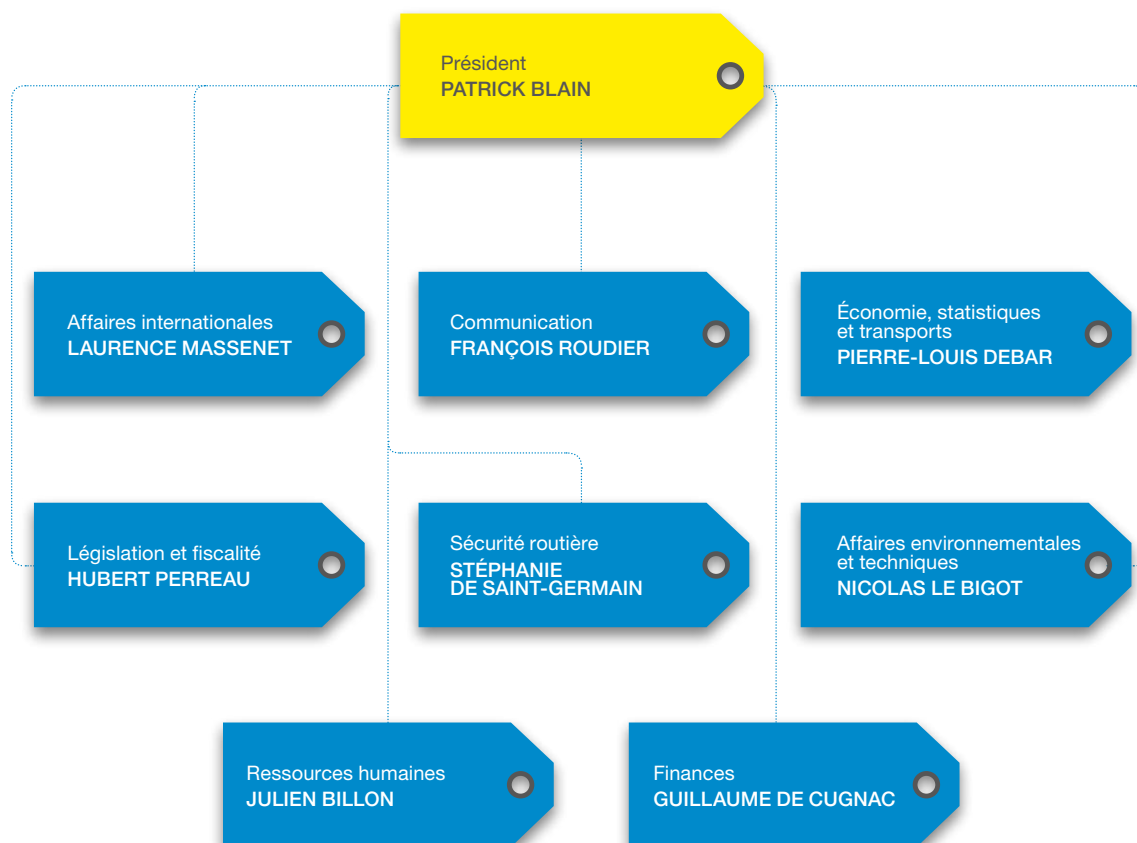 Président
PATRICK BLAIN
Affaires internationales
LAURENCE MASSENET
Communication
FRANÇOIS ROUDIER
Économie, statistiques
et transports
PIERRE-LOUIS DEBAR
Législation et fiscalité
HUBERT PERREAU
Sécurité routière
STÉPHANIE
DE SAINT-GERMAIN
Affaires environnementales
et techniques
NICOLAS LE BIGOT
Ressources humaines
JULIEN BILLON
Finances
GUILLAUME DE CUGNAC